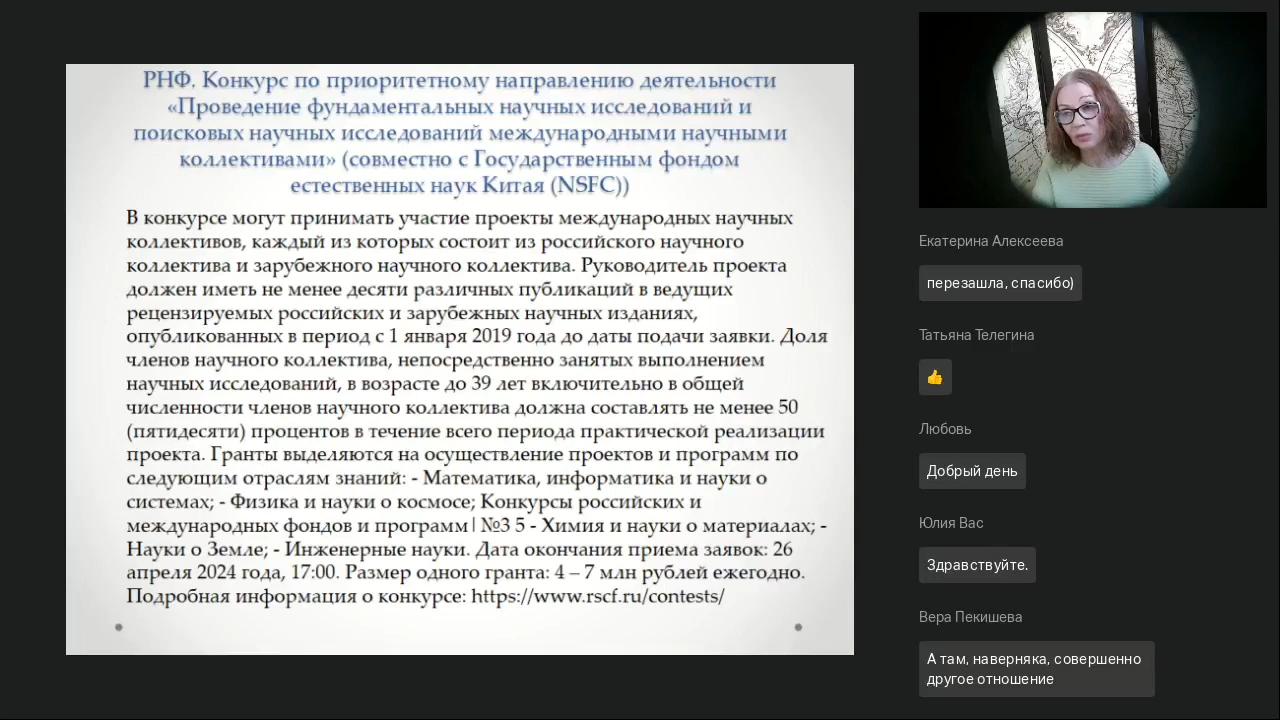 РНФ. Конкурс по приоритетному направлению деятельности
«Проведение фундаментальных научных исследований и
поисковых научных исследований международными научными
коллективами» (совместно с Государственным фондом
естественных наук Китая (NSFC))
В конкурсе могут принимать участие проекты международных научных
коллективов, каждый из которых состоит из российского научного
коллектива и зарубежного научного коллектива. Руководитель проекта
должен иметь не менее десяти различных публикаций в ведущих
рецензируемых российских и зарубежных научных изданиях,
опубликованных в период с 1 января 2019 года до даты подачи заявки. Доля
членов научного коллектива, непосредственно занятых выполнением
научных исследований, в возрасте до 39 лет включительно в общей
численности членов научного коллектива должна составлять не менее 50
(пятидесяти) процентов в течение всего периода практической реализации
проекта. Гранты выделяются на осуществление проектов и программ по
следующим отраслям знаний: - Математика, информатика и науки о
системах; - Физика и науки о космосе; Конкурсы российских и
международных фондов и программ | №3 5 - Химия и науки о материалах; -
Науки о Земле; - Инженерные науки. Дата окончания приема заявок: 26
апреля 2024 года, 17:00. Размер одного гранта: 4 – 7 млн рублей ежегодно.
Подробная информация о конкурсе: https://www.rscf.ru/contests/
Екатерина Алексеева
перезашла, спасибо)
Татьяна Телегина
👍
Любовь
Добрый день
Юлия Вас
Здравствуйте.
Вера Пекишева
А там, наверняка, совершенно
другое отношение